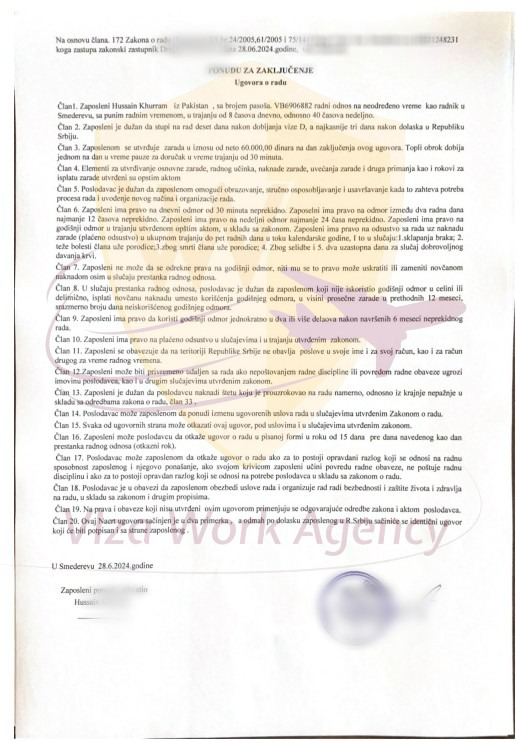 Na osnovu člana. 172 Zakona o radu 24/2005,61/2005 i 75/14 1248231
koga zastupa zakonski zastupnik 28.06.2024.godine,
PONUDU ZA ZAKLJUČENJE
Ugovora o radu
Član1. Zaposleni Hussain Khurram iz Pakistan , sa brojem pasoša. VB6906882 radni odnos na neodređeno vreme kao radnik u
Smederevu, sa punim radnim vremenom, u trajanju od 8 časova dnevno, odnosno 40 časova nedeljno.
Član 2. Zaposleni je dužan da stupi na rad deset dana nakon dobijanja vize D, a najkasnije tri dana nakon dolaska u Republiku
Srbiju.
Član 3. Zaposlenom se utvrđuje zarada u iznosu od neto 60.000,00 dinara na dan zaključenja ovog ugovora. Topli obrok dobija
jednom na dan u vreme pauze za doručak u vreme trajanju od 30 minuta.
Član 4. Elementi za utvrđivanje osnovne zarade, radnog učinka, naknade zarade, uvećanja zarade i druga primanja kao i rokovi za
isplatu zarade utvrđeni su opštim aktom
Član 5. Poslodavac je dužan da zaposlenom omogući obrazovanje, stručno osposobljavanje i usavršavanje kada to zahteva potreba
procesa rada i uvođenje novog načina i organizacije rada.
Član 6. Zaposleni ima pravo na dnevni odmor od 30 minuta neprekidno. Zaposelni ima pravo na odmor između dva radna dana
najmanje 12 časova neprekidno. Zaposleni ima pravo na nedeljni odmor najmanje 24 časa neprekidno. Zaposleni ima pravo na
godišnji odmor u trajanju utvrđenom opštim aktom, u skladu sa zakonom. Zaposleni ima pravo na odsustvo sa rada uz naknadu
zarade (plaćeno odsustvo) u ukupnom trajanju do pet radnih dana u toku kalendarske godine, I to u slučaju:1.sklapanja braka; 2.
teže bolesti člana uže porodice;3.zbog smrti člana uže porodice; 4. Zbog selidbe i 5. dva uzastopna dana za slučaj dobrovoljnog
davanja krvi.
Član 7. Zaposleni ne može da se odrekne prava na godišnji odmor, niti mu se to pravo može uskratiti ili zameniti novčanom
naknadom osim u slučaju prestanka radnog odnosa.
Član 8. U slučaju prestanka radnog odnosa, poslodavac je dužan da zaposlenom koji nije iskoristio godišnji odmor u celini ili
delimično, isplati novčanu naknadu umesto korišćenja godišnjeg odmora, u visini prosečne zarade u prethodnih 12 meseci,
srazmerno broju dana neiskorišćenog godišnjeg odmora.
Član 9. Zaposleni ima pravo da koristi godišnji odmor jednokratno u dva ili više delaova nakon navršenih 6 meseci neprekidnog
rada.
Član 10. Zaposleni ima pravo na plaćeno odsustvo u slučajevima i u trajanju utvrđenim zakonom.
Član 11. Zaposleni se obavezuje da na teritoriji Republike Srbije ne obavlja poslove u svoje ime i za svoj račun, kao i za račun
drugog za vreme radnog vremena.
Član 12.Zaposleni može biti privremeno udaljen sa rada ako nepoštovanjem radne discipline ili povredom radne obaveze ugrozi
imovinu poslodavca, kao i u drugim slučajevima utvrđenim zakonom.
Član 13. Zaposleni je dužan da poslodavcu naknadi štetu koju je prouzrokovao na radu namerno, odnosno iz krajnje nepažnje u
skladu sa odredbama zakona o radu, član 33 .
Član 14. Poslodavac može zaposlenom da ponudi izmenu ugovorenih uslova rada u slučajevima utvrđenim Zakonom o radu.
Član 15. Svaka od ugovornih strana može otkazati ovaj ugovor, pod uslovima i u slučajevima utvrđenim zakonom.
Član 16. Zaposleni može poslodavcu da otkaže ugovor o radu u pisanoj formi u roku od 15 dana pre dana navedenog kao dan
prestanka radnog odnosa (otkazni rok).
Član 17. Poslodavac može zaposlenom da otkaže ugovor o radu ako za to postoji opravdani razlog koji se odnosi na radnu
sposobnost zaposlenog i njegovo ponašanje, ako svojom krivicom zaposleni učini povredu radne obaveze, ne poštuje radnu
disciplinu i ako za to postoji opravdan razlog koji se odnosi na potrebe poslodavca u skladu sa zakonom o radu.
Član 18. Poslodavac je u obavezi da zaposlenom obezbedi uslove rada i organizuje rad radi bezbednosti i zaštite života i zdravlja
na radu, u skladu sa zakonom i drugim propisima.
Član 19. Na prava i obaveze koji nisu utvrđeni ovim ugovorom primenjuju se odgovarajuće odredbe zakona i aktom poslodavca.
Član 20. Ovaj Nacrt ugovora sačinjen je u dva primerka , a odmah po dolasku zaposlenog u R.Srbiju sačiniće se identični ugovor
koji će biti potpisan i sa strane zaposlenog .
Vizu Work Agency
U Smederevu 28.6.2024.godine
Zaposleni